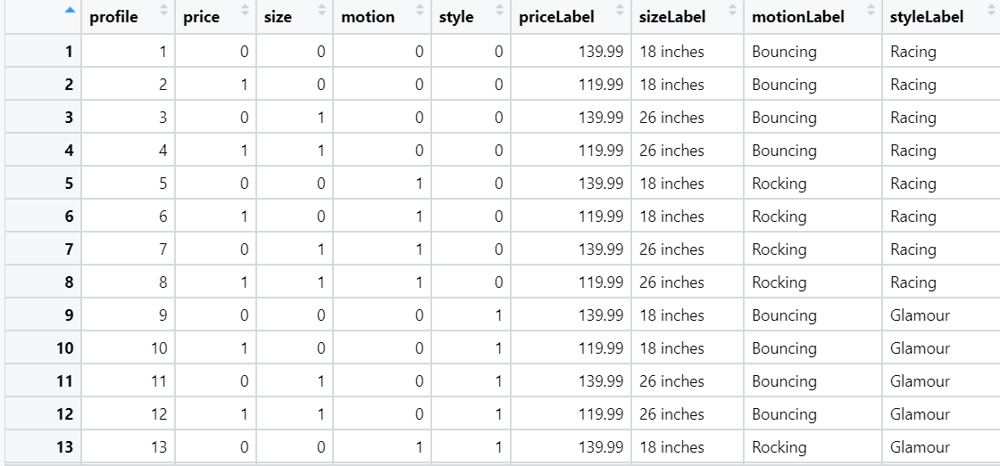 profile price size motion style priceLabel sizeLabel motionLabel styleLabel
1 1 0 0 0 0 139.99 18 inches Bouncing Racing
2 2 1 0 0 0 119.99 18 inches Bouncing Racing
3 3 0 1 0 0 139.99 26 inches Bouncing Racing
4 4 1 1 0 0 119.99 26 inches Bouncing Racing
5 5 0 0 1 0 139.99 18 inches Rocking Racing
6 6 1 0 1 0 119.99 18 inches Rocking Racing
7 7 0 1 1 0 139.99 26 inches Rocking Racing
8 8 1 1 1 0 119.99 26 inches Rocking Racing
9 9 0 0 0 1 139.99 18 inches Bouncing Glamour
10 10 1 0 0 1 119.99 18 inches Bouncing Glamour
11 11 0 1 0 1 139.99 26 inches Bouncing Glamour
12 12 1 1 0 1 119.99 26 inches Bouncing Glamour
13 13 0 0 1 1 139.99 18 inches Rocking Glamour